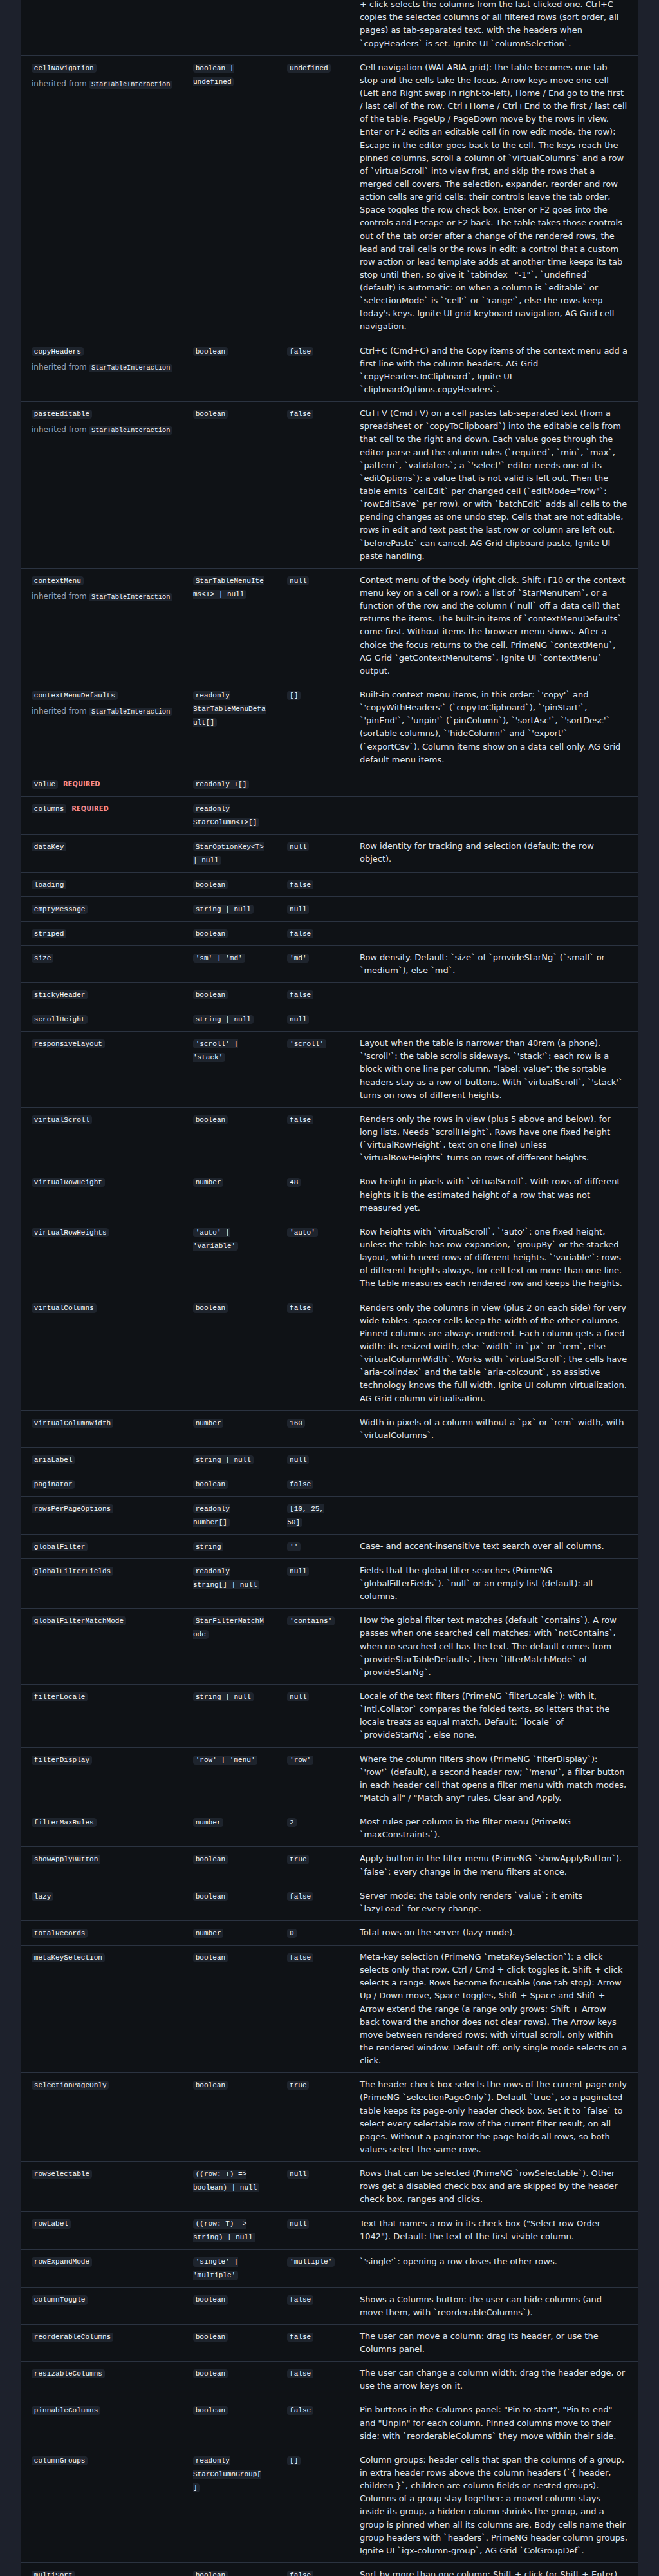 + click selects the columns from the last clicked one. Ctrl+C
copies the selected columns of all filtered rows (sort order, all
pages) as tab-separated text, with the headers when
`copyHeaders` is set. Ignite UI `columnSelection`.
cellNavigation
inherited from StarTableInteraction
boolean |
undefined
undefined
Cell navigation (WAI-ARIA grid): the table becomes one tab
stop and the cells take the focus. Arrow keys move one cell
(Left and Right swap in right-to-left), Home / End go to the first
/ last cell of the row, Ctrl+Home / Ctrl+End to the first / last cell
of the table, PageUp / PageDown move by the rows in view.
Enter or F2 edits an editable cell (in row edit mode, the row);
Escape in the editor goes back to the cell. The keys reach the
pinned columns, scroll a column of `virtualColumns` and a row
of `virtualScroll` into view first, and skip the rows that a
merged cell covers. The selection, expander, reorder and row
action cells are grid cells: their controls leave the tab order,
Space toggles the row check box, Enter or F2 goes into the
controls and Escape or F2 back. The table takes those controls
out of the tab order after a change of the rendered rows, the
lead and trail cells or the rows in edit; a control that a custom
row action or lead template adds at another time keeps its tab
stop until then, so give it `tabindex="-1"`. `undefined`
(default) is automatic: on when a column is `editable` or
`selectionMode` is `'cell'` or `'range'`, else the rows keep
today's keys. Ignite UI grid keyboard navigation, AG Grid cell
navigation.
copyHeaders
inherited from StarTableInteraction
boolean
false
Ctrl+C (Cmd+C) and the Copy items of the context menu add a
first line with the column headers. AG Grid
`copyHeadersToClipboard`, Ignite UI
`clipboardOptions.copyHeaders`.
pasteEditable
inherited from StarTableInteraction
boolean
false
Ctrl+V (Cmd+V) on a cell pastes tab-separated text (from a
spreadsheet or `copyToClipboard`) into the editable cells from
that cell to the right and down. Each value goes through the
editor parse and the column rules (`required`, `min`, `max`,
`pattern`, `validators`; a `'select'` editor needs one of its
`editOptions`): a value that is not valid is left out. Then the
table emits `cellEdit` per changed cell (`editMode="row"`:
`rowEditSave` per row), or with `batchEdit` adds all cells to the
pending changes as one undo step. Cells that are not editable,
rows in edit and text past the last row or column are left out.
`beforePaste` can cancel. AG Grid clipboard paste, Ignite UI
paste handling.
contextMenu
inherited from StarTableInteraction
StarTableMenuIte
ms<T> | null
null
Context menu of the body (right click, Shift+F10 or the context
menu key on a cell or a row): a list of `StarMenuItem`, or a
function of the row and the column (`null` off a data cell) that
returns the items. The built-in items of `contextMenuDefaults`
come first. Without items the browser menu shows. After a
choice the focus returns to the cell. PrimeNG `contextMenu`,
AG Grid `getContextMenuItems`, Ignite UI `contextMenu`
output.
contextMenuDefaults
inherited from StarTableInteraction
readonly
StarTableMenuDefa
ult[]
[]
Built-in context menu items, in this order: `'copy'` and
`'copyWithHeaders'` (`copyToClipboard`), `'pinStart'`,
`'pinEnd'`, `'unpin'` (`pinColumn`), `'sortAsc'`, `'sortDesc'`
(sortable columns), `'hideColumn'` and `'export'`
(`exportCsv`). Column items show on a data cell only. AG Grid
default menu items.
value REQUIRED
readonly T[]
columns REQUIRED
readonly
StarColumn<T>[]
dataKey
StarOptionKey<T>
| null
null
Row identity for tracking and selection (default: the row
object).
loading
boolean
false
emptyMessage
string | null
null
striped
boolean
false
size
'sm' | 'md'
'md'
Row density. Default: `size` of `provideStarNg` (`small` or
`medium`), else `md`.
stickyHeader
boolean
false
scrollHeight
string | null
null
responsiveLayout
'scroll' |
'stack'
'scroll'
Layout when the table is narrower than 40rem (a phone).
`'scroll'`: the table scrolls sideways. `'stack'`: each row is a
block with one line per column, "label: value"; the sortable
headers stay as a row of buttons. With `virtualScroll`, `'stack'`
turns on rows of different heights.
virtualScroll
boolean
false
Renders only the rows in view (plus 5 above and below), for
long lists. Needs `scrollHeight`. Rows have one fixed height
(`virtualRowHeight`, text on one line) unless
`virtualRowHeights` turns on rows of different heights.
virtualRowHeight
number
48
Row height in pixels with `virtualScroll`. With rows of different
heights it is the estimated height of a row that was not
measured yet.
virtualRowHeights
'auto' |
'variable'
'auto'
Row heights with `virtualScroll`. `'auto'`: one fixed height,
unless the table has row expansion, `groupBy` or the stacked
layout, which need rows of different heights. `'variable'`: rows
of different heights always, for cell text on more than one line.
The table measures each rendered row and keeps the heights.
virtualColumns
boolean
false
Renders only the columns in view (plus 2 on each side) for very
wide tables: spacer cells keep the width of the other columns.
Pinned columns are always rendered. Each column gets a fixed
width: its resized width, else `width` in `px` or `rem`, else
`virtualColumnWidth`. Works with `virtualScroll`; the cells have
`aria-colindex` and the table `aria-colcount`, so assistive
technology knows the full width. Ignite UI column virtualization,
AG Grid column virtualisation.
virtualColumnWidth
number
160
Width in pixels of a column without a `px` or `rem` width, with
`virtualColumns`.
ariaLabel
string | null
null
paginator
boolean
false
rowsPerPageOptions
readonly
number[]
[10, 25,
50]
globalFilter
string
''
Case- and accent-insensitive text search over all columns.
globalFilterFields
readonly
string[] | null
null
Fields that the global filter searches (PrimeNG
`globalFilterFields`). `null` or an empty list (default): all
columns.
globalFilterMatchMode
StarFilterMatchM
ode
'contains'
How the global filter text matches (default `contains`). A row
passes when one searched cell matches; with `notContains`,
when no searched cell has the text. The default comes from
`provideStarTableDefaults`, then `filterMatchMode` of
`provideStarNg`.
filterLocale
string | null
null
Locale of the text filters (PrimeNG `filterLocale`): with it,
`Intl.Collator` compares the folded texts, so letters that the
locale treats as equal match. Default: `locale` of
`provideStarNg`, else none.
filterDisplay
'row' | 'menu'
'row'
Where the column filters show (PrimeNG `filterDisplay`):
`'row'` (default), a second header row; `'menu'`, a filter button
in each header cell that opens a filter menu with match modes,
"Match all" / "Match any" rules, Clear and Apply.
filterMaxRules
number
2
Most rules per column in the filter menu (PrimeNG
`maxConstraints`).
showApplyButton
boolean
true
Apply button in the filter menu (PrimeNG `showApplyButton`).
`false`: every change in the menu filters at once.
lazy
boolean
false
Server mode: the table only renders `value`; it emits
`lazyLoad` for every change.
totalRecords
number
0
Total rows on the server (lazy mode).
metaKeySelection
boolean
false
Meta-key selection (PrimeNG `metaKeySelection`): a click
selects only that row, Ctrl / Cmd + click toggles it, Shift + click
selects a range. Rows become focusable (one tab stop): Arrow
Up / Down move, Space toggles, Shift + Space and Shift +
Arrow extend the range (a range only grows; Shift + Arrow
back toward the anchor does not clear rows). The Arrow keys
move between rendered rows: with virtual scroll, only within
the rendered window. Default off: only single mode selects on a
click.
selectionPageOnly
boolean
true
The header check box selects the rows of the current page only
(PrimeNG `selectionPageOnly`). Default `true`, so a paginated
table keeps its page-only header check box. Set it to `false` to
select every selectable row of the current filter result, on all
pages. Without a paginator the page holds all rows, so both
values select the same rows.
rowSelectable
((row: T) =>
boolean) | null
null
Rows that can be selected (PrimeNG `rowSelectable`). Other
rows get a disabled check box and are skipped by the header
check box, ranges and clicks.
rowLabel
((row: T) =>
string) | null
null
Text that names a row in its check box ("Select row Order
1042"). Default: the text of the first visible column.
rowExpandMode
'single' |
'multiple'
'multiple'
`'single'`: opening a row closes the other rows.
columnToggle
boolean
false
Shows a Columns button: the user can hide columns (and
move them, with `reorderableColumns`).
reorderableColumns
boolean
false
The user can move a column: drag its header, or use the
Columns panel.
resizableColumns
boolean
false
The user can change a column width: drag the header edge, or
use the arrow keys on it.
pinnableColumns
boolean
false
Pin buttons in the Columns panel: "Pin to start", "Pin to end"
and "Unpin" for each column. Pinned columns move to their
side; with `reorderableColumns` they move within their side.
columnGroups
readonly
StarColumnGroup[
]
[]
Column groups: header cells that span the columns of a group,
in extra header rows above the column headers (`{ header,
children }`, children are column fields or nested groups).
Columns of a group stay together: a moved column stays
inside its group, a hidden column shrinks the group, and a
group is pinned when all its columns are. Body cells name their
group headers with `headers`. PrimeNG header column groups,
Ignite UI `igx-column-group`, AG Grid `ColGroupDef`.
multiSort
boolean
false
Sort by more than one column: Shift + click (or Shift + Enter)